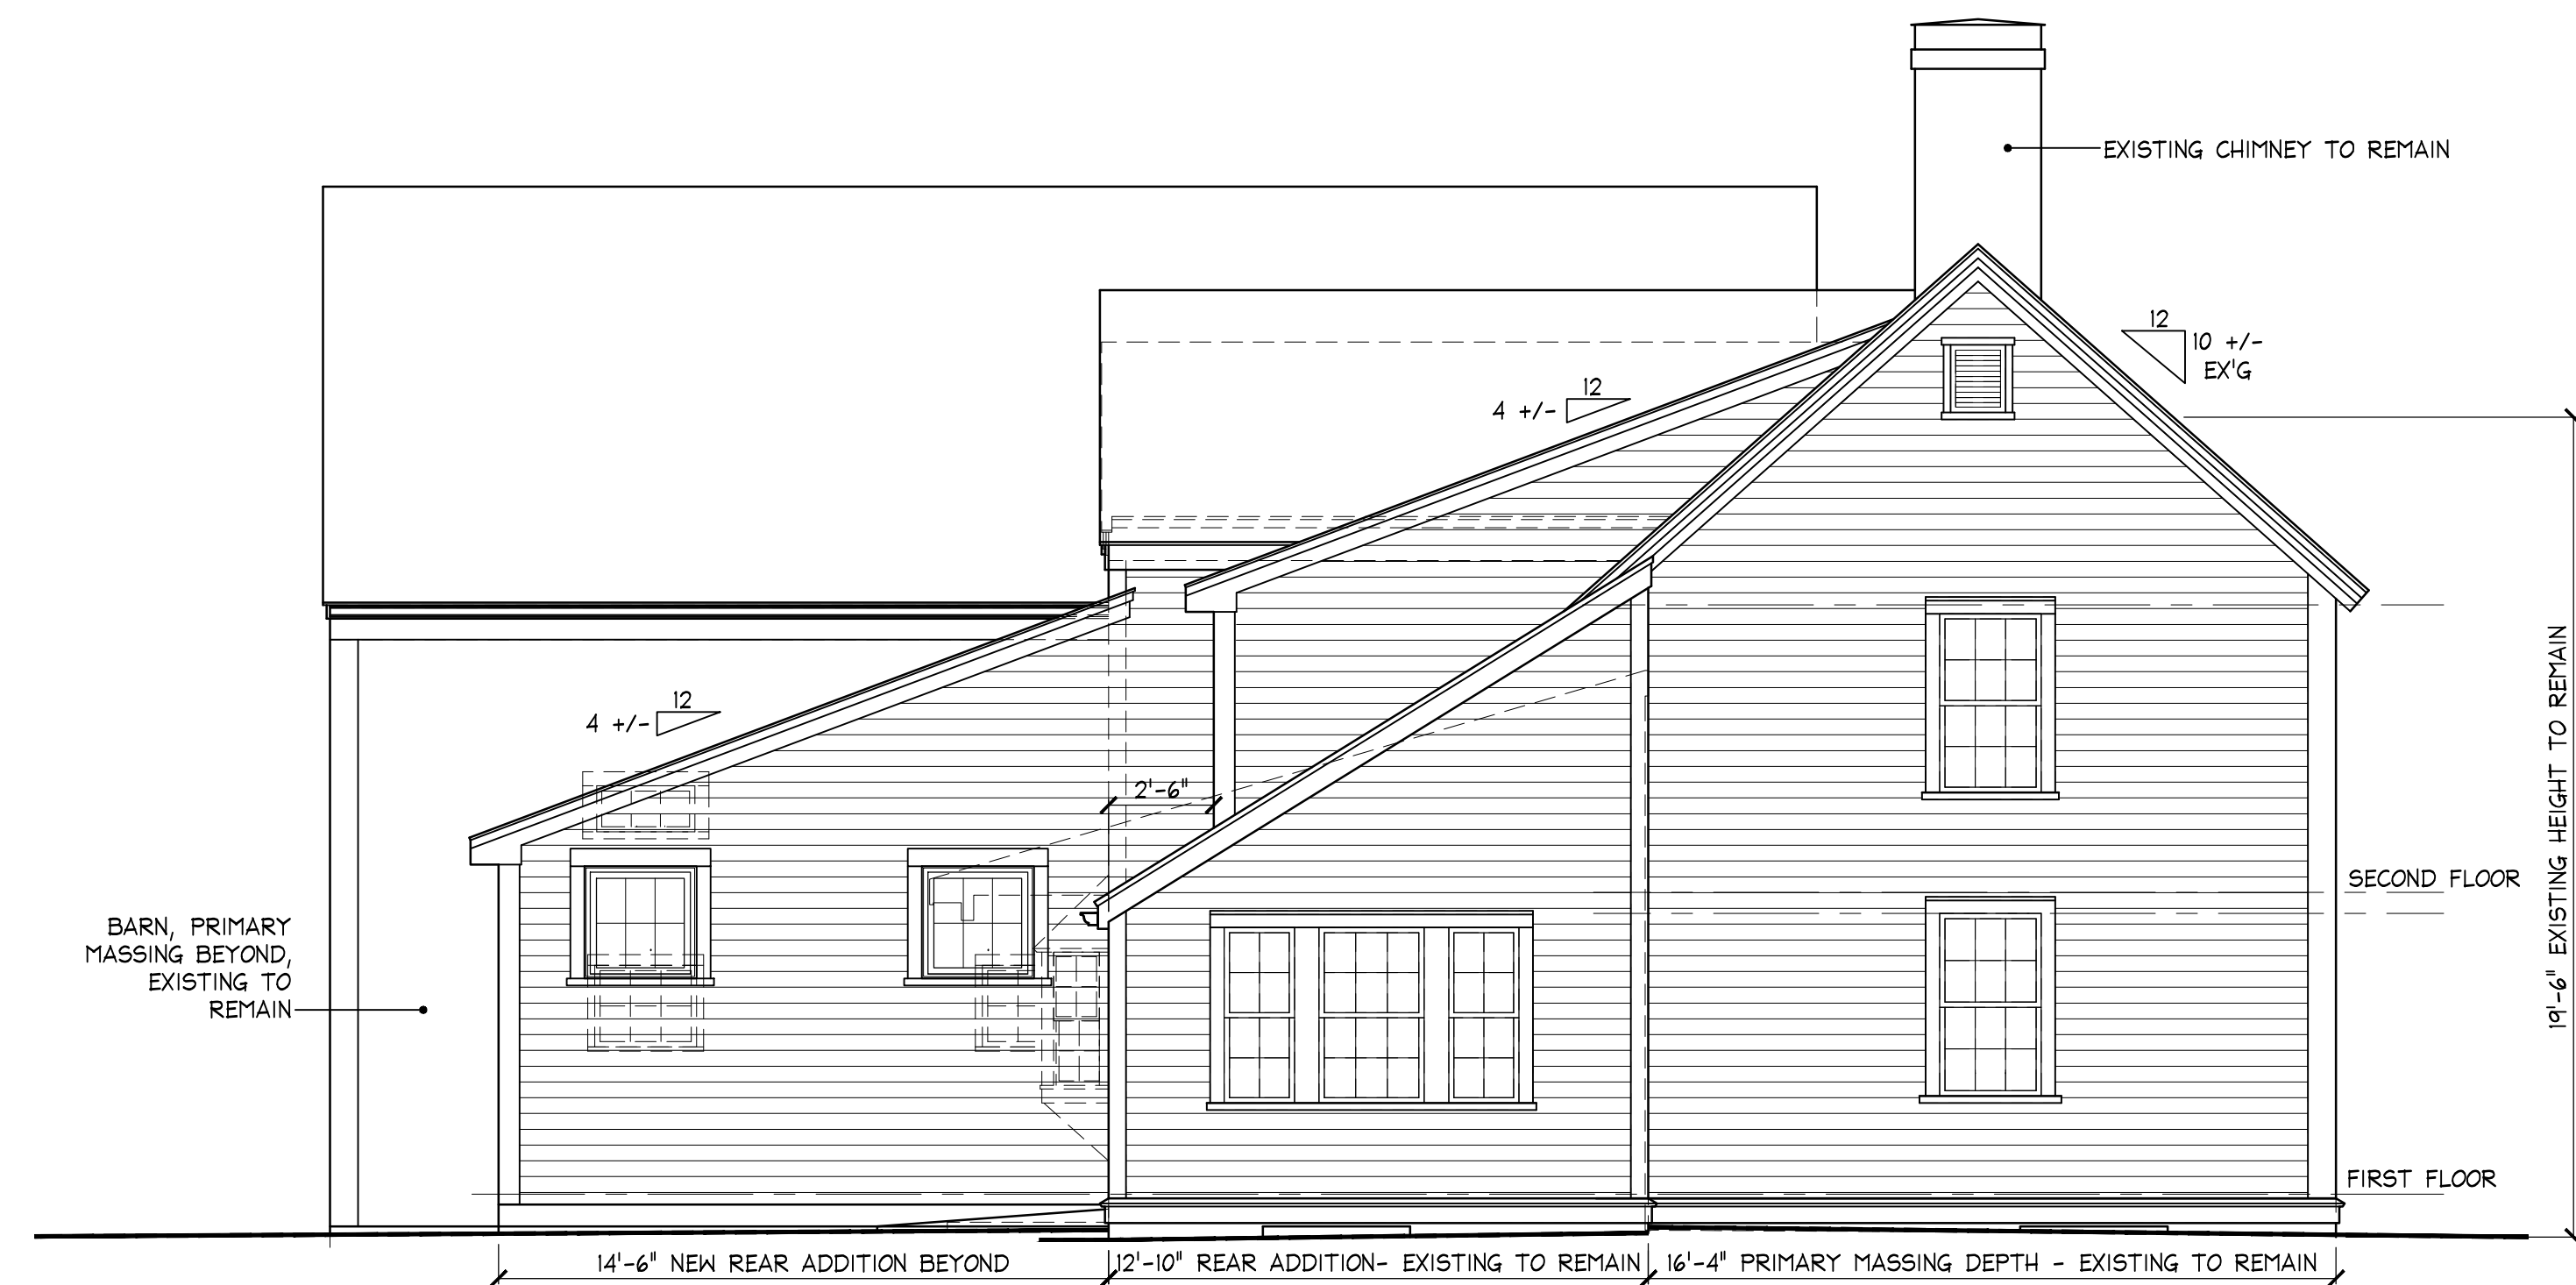 EXISTING CHIMNEY TO REMAIN
12
10 +/-
EX'G
12
4 +/-
12
4 +/-
2'-6"
19'-6" EXISTING HEIGHT TO REMAIN
SECOND FLOOR
BARN, PRIMARY
MASSING BEYOND,
EXISTING TO
REMAIN
FIRST FLOOR
14'-6" NEW REAR ADDITION BEYOND
12'-10" REAR ADDITION- EXISTING TO REMAIN
16'-4" PRIMARY MASSING DEPTH - EXISTING TO REMAIN